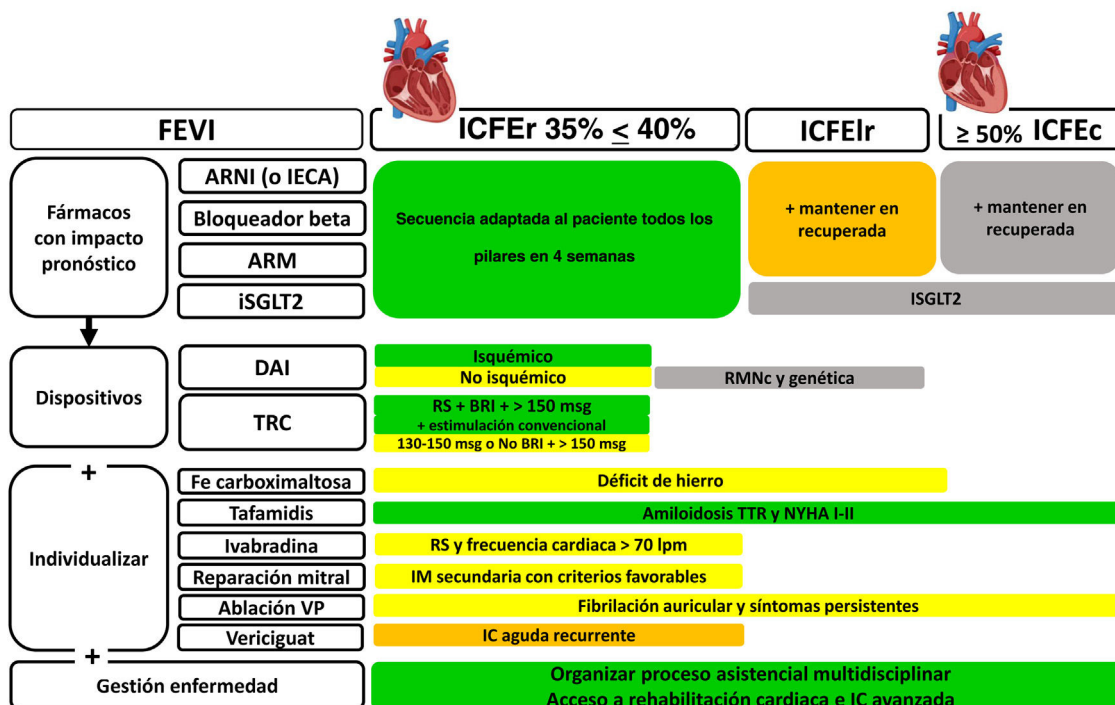 FEVI
ICFEr 35% ≤ 40%
ICFElr
≥ 50% ICFEc
Fármacos
con impacto
pronóstico
ARNI (o IECA)
Bloqueador beta
ARM
iSGLT2
Secuencia adaptada al paciente todos los
pilares en 4 semanas
+ mantener en
recuperada
+ mantener en
recuperada
ISGLT2
Dispositivos
DAI
Isquémico
No isquémico
RMNc y genética
TRC
RS + BRI + > 150 msg
+ estimulación convencional
130-150 msg o No BRI + > 150 msg
+
Individualizar
Fe carboximaltosa
Déficit de hierro
Tafamidis
Amiloidosis TTR y NYHA I-II
Ivabradina
RS y frecuencia cardiaca > 70 lpm
Reparación mitral
IM secundaria con criterios favorables
Ablación VP
Fibrilación auricular y síntomas persistentes
Vericiguat
IC aguda recurrente
+
Gestión enfermedad
Organizar proceso asistencial multidisciplinar
Acceso a rehabilitación cardiaca e IC avanzada